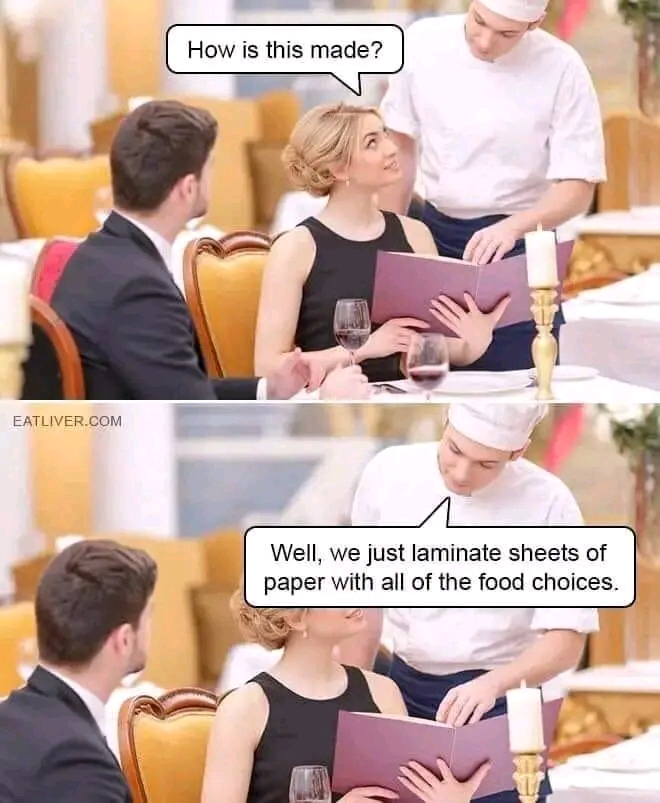 How is this made?
EATLIVER.COM
Well, we just laminate sheets of
paper with all of the food choices.